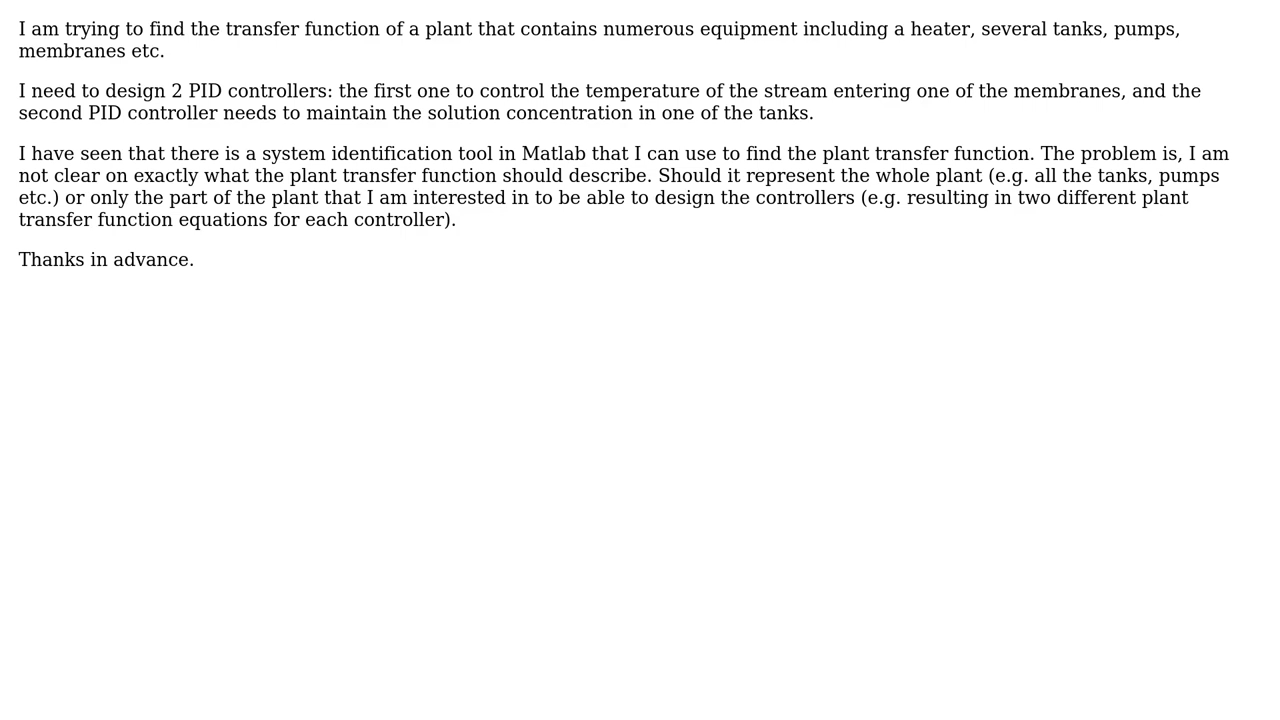 I am trying to find the transfer function of a plant that contains numerous equipment including a heater, several tanks, pumps,
membranes etc.
I need to design 2 PID controllers: the first one to control the temperature of the stream entering one of the membranes, and the
second PID controller needs to maintain the solution concentration in one of the tanks.
I have seen that there is a system identification tool in Matlab that I can use to find the plant transfer function. The problem is, I am
not clear on exactly what the plant transfer function should describe. Should it represent the whole plant (e.g. all the tanks, pumps
etc.) or only the part of the plant that I am interested in to be able to design the controllers (e.g. resulting in two different plant
transfer function equations for each controller).
Thanks in advance.